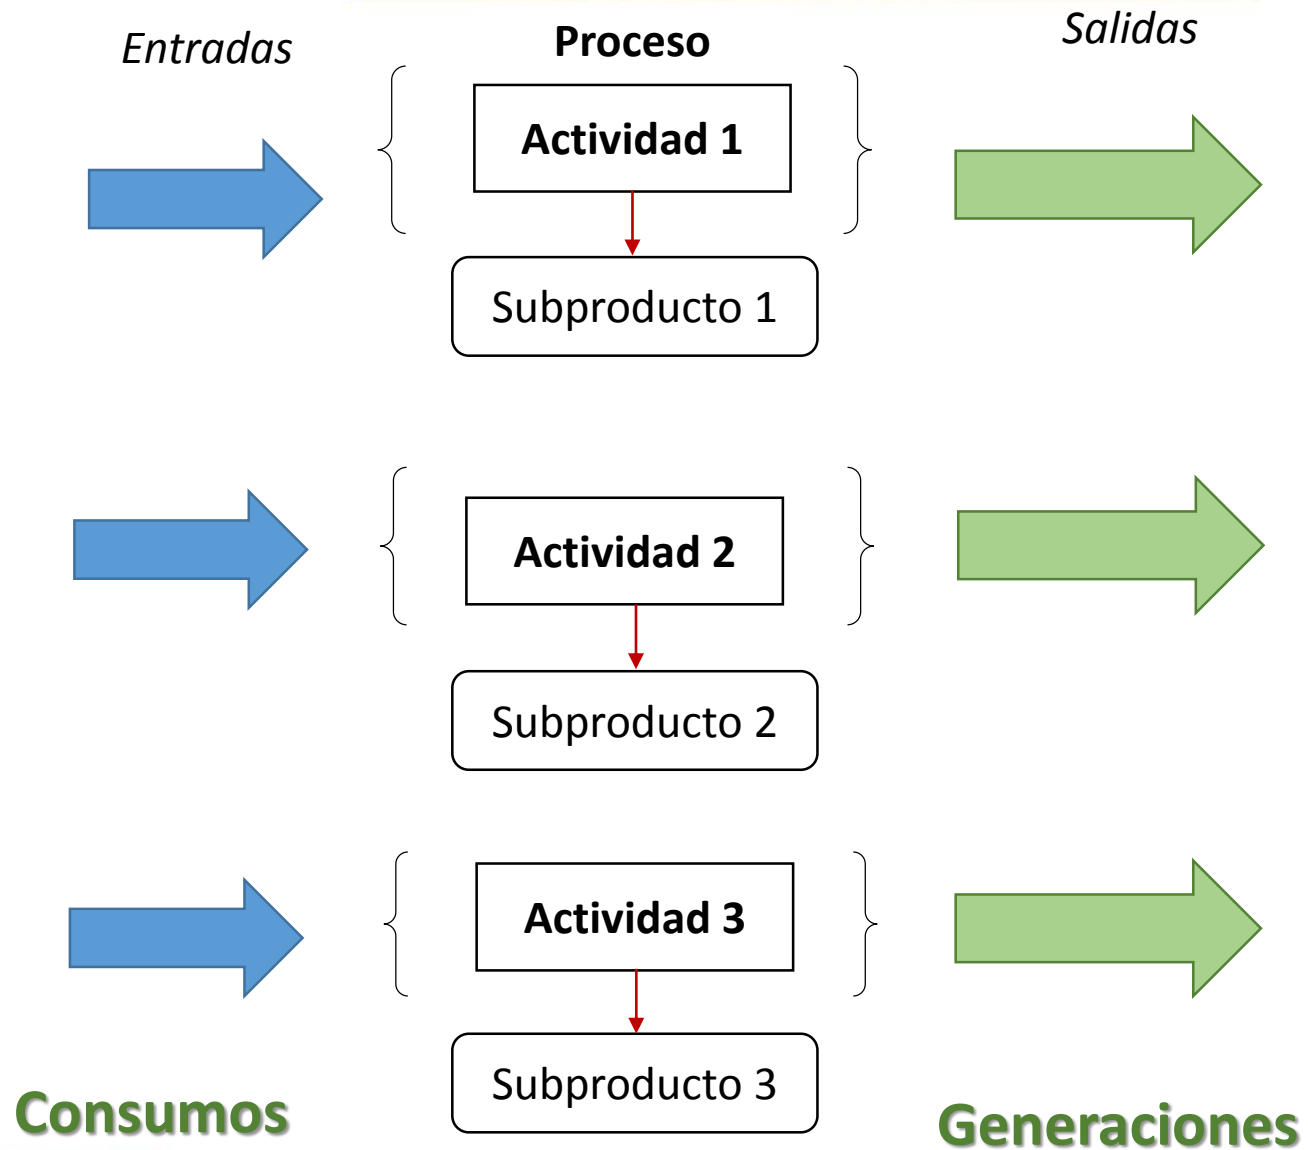 Entradas
Proceso
Salidas
Actividad 1
Subproducto 1
Actividad 2
Subproducto 2
Actividad 3
Subproducto 3
Consumos
Generaciones